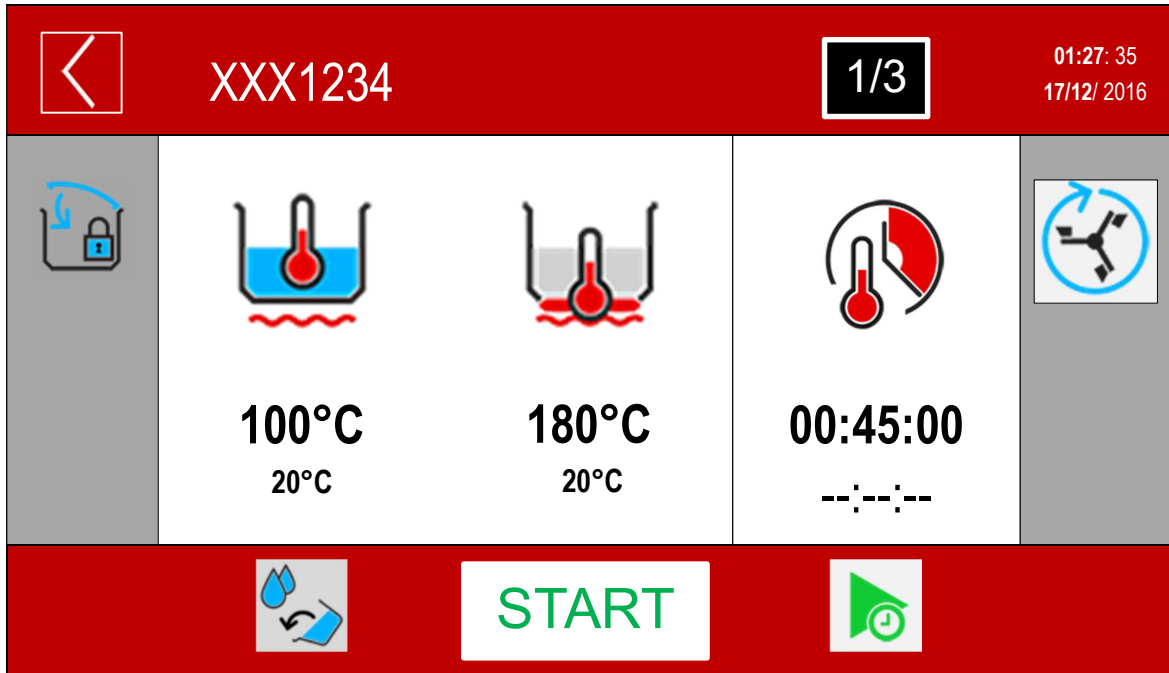 XXX1234
1/3
01:27: 35
17/12/ 2016
100°C
180°C
00:45:00
20°C
20°C
--:--:--
START